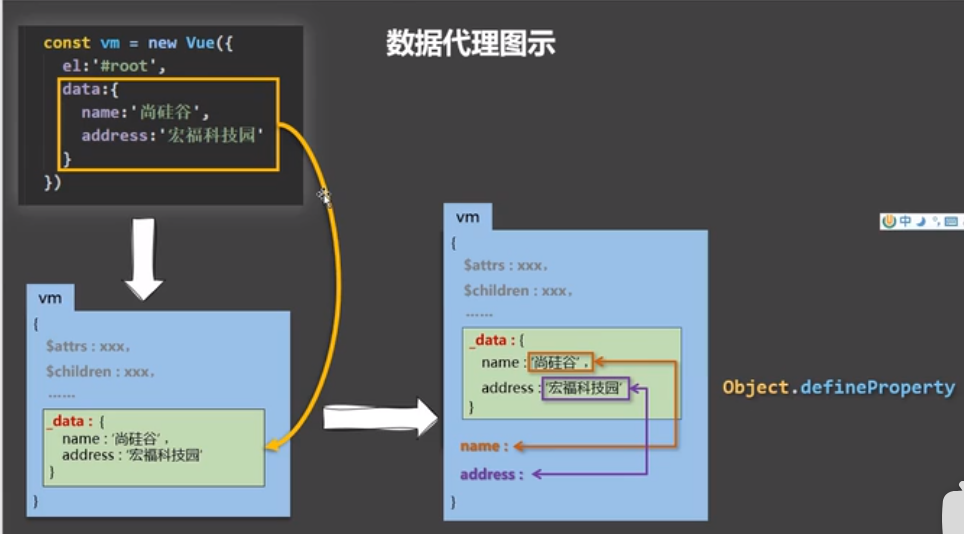 const vm = new Vue({
el:'#root',
data:{
name:'尚硅谷',
address:'宏福科技园'
}
})
数据代理图示
vm
{
$attrs : xxx，
$children : xxx，
······
_data : {
name : '尚硅谷' ，
address : '宏福科技园'
}
}
vm
{
$attrs : xxx，
$children : xxx，
······
_data : {
name : '尚硅谷' ，
address : '宏福科技园'
}
name :
address :
}
Object.defineProperty
中